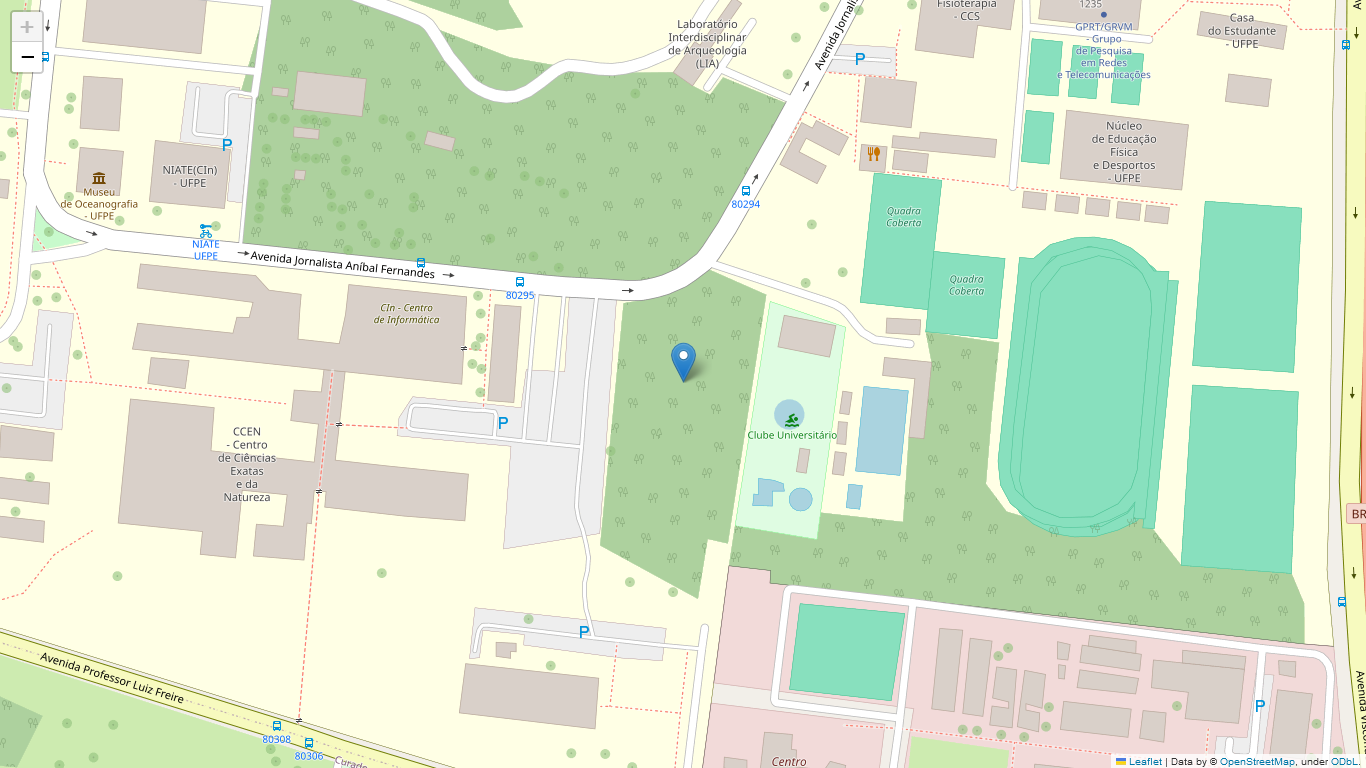 +
−
Laboratório
Interdisciplinar
de Arqueologia
(LIA)
Fisioterapia
- CCS
1235
GPRT/GRVM
- Grupo
de Pesquisa
em Redes
e Telecomunicações
Casa
do Estudante
- UFPE
Núcleo
de Educação
Física
e Desportos
- UFPE
P
P
NIATE(CIn)
- UFPE
Museu
de Oceanografia
- UFPE
80294
Quadra
Coberta
NIATE
UFPE
Avenida Jornalista Aníbal Fernandes
80295
Quadra
Coberta
CIn - Centro
de Informática
P
CCEN
- Centro
de Ciências
Exatas
e da
Natureza
Clube Universitário
BR
P
Avenida Professor Luiz Freire
80308
80306
P
Centro
Leaflet | Data by © OpenStreetMap, under ODbL.